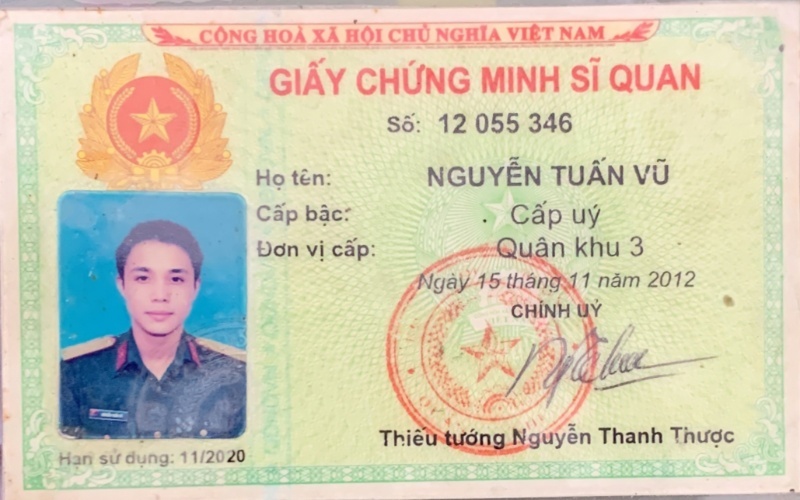 CỘNG HOÀ XÃ HỘI CHỦ NGHĨA VIỆT NAM
GIẤY CHỨNG MINH SĨ QUAN
Số: 12 055 346
Họ tên: NGUYỄN TUẤN VŨ
Cấp bậc: Cấp uý
Đơn vị cấp: Quân khu 3
Ngày 15 tháng 11 năm 2012
CHÍNH UỶ
Thiếu tướng Nguyễn Thanh Thược
Hạn sử dụng: 11/2020